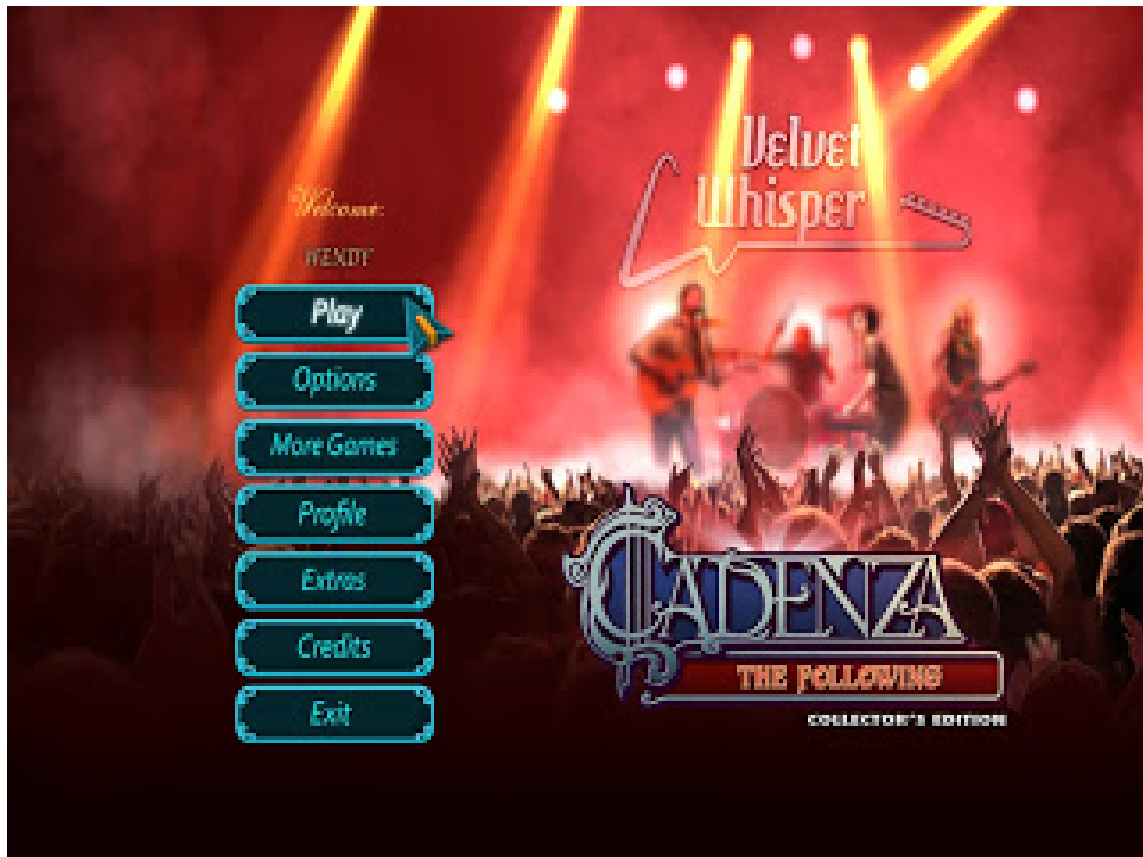 Velvet
Whisper
Welcome:
WENDY
Play
Options
More Games
Profile
Extras
Credits
Exit
CADENZA
THE FOLLOWING
COLLECTOR'S EDITION